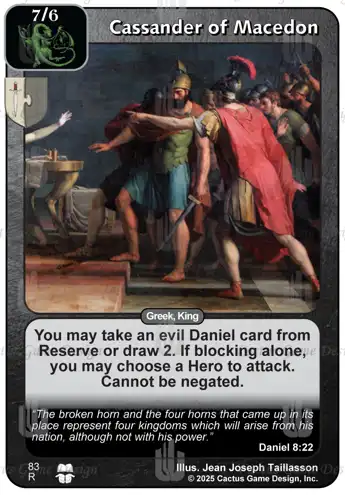 7/6
Cassander of Macedon
Greek, King
You may take an evil Daniel card from
Reserve or draw 2. If blocking alone,
you may choose a Hero to attack.
Cannot be negated.
"The broken horn and the four horns that came up in its
place represent four kingdoms which will arise from his
nation, although not with his power."
Daniel 8:22
83
R
Illus. Jean Joseph Taillasson
© 2025 Cactus Game Design, Inc.